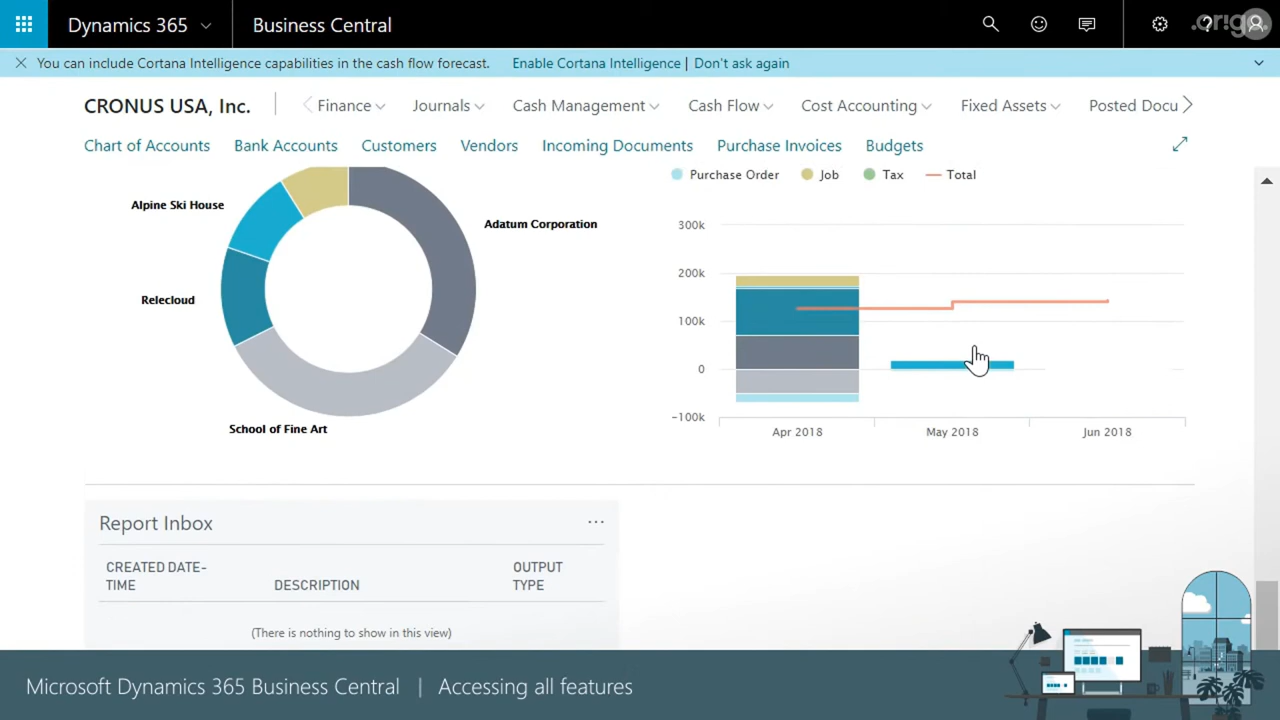 Dynamics 365 Business Central .origo
You can include Cortana Intelligence capabilities in the cash flow forecast. Enable Cortana Intelligence | Don't ask again
CRONUS USA, Inc. Finance Journals Cash Management Cash Flow Cost Accounting Fixed Assets Posted Docu
Chart of Accounts Bank Accounts Customers Vendors Incoming Documents Purchase Invoices Budgets
Alpine Ski House
Adatum Corporation
Relecloud
School of Fine Art
Purchase Order Job Tax Total
300k
200k
100k
0
-100k
Apr 2018 May 2018 Jun 2018
Report Inbox
CREATED DATE-
TIME
DESCRIPTION
OUTPUT
TYPE
(There is nothing to show in this view)
Microsoft Dynamics 365 Business Central | Accessing all features